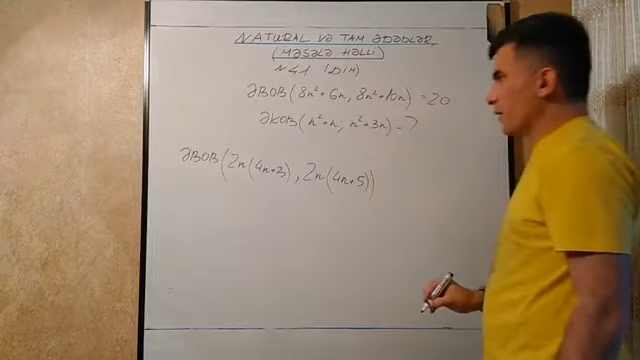 NATURAL VƏ TAM ƏDƏDLƏR
(MƏSƏLƏ HƏLLİ)
N41 (DİM)
ƏBOB(8n²+6n, 8n²+10n)=20
ƏKOB(n²+n; n²+3n)-?
ƏBOB(2n(4n+3), 2n(4n+5))